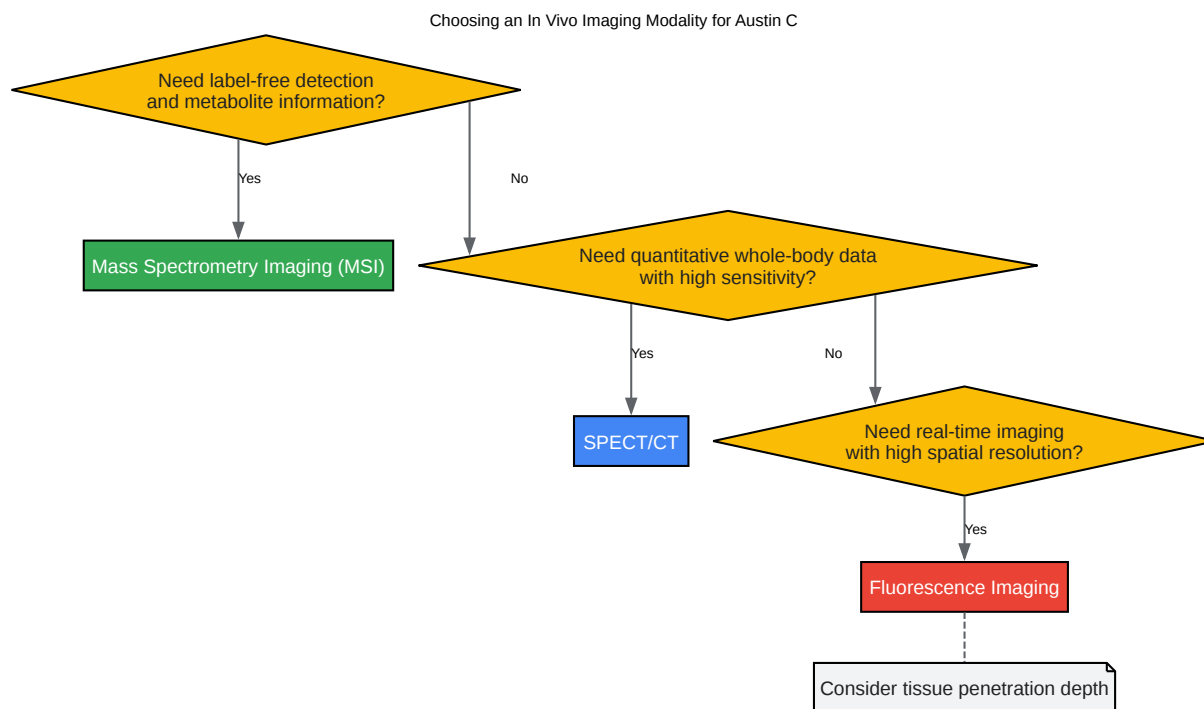 Choosing an In Vivo Imaging Modality for Austin C
Need label-free detection
and metabolite information?
Yes
No
Mass Spectrometry Imaging (MSI)
Need quantitative whole-body data
with high sensitivity?
Yes
No
SPECT/CT
Need real-time imaging
with high spatial resolution?
Yes
Fluorescence Imaging
Consider tissue penetration depth